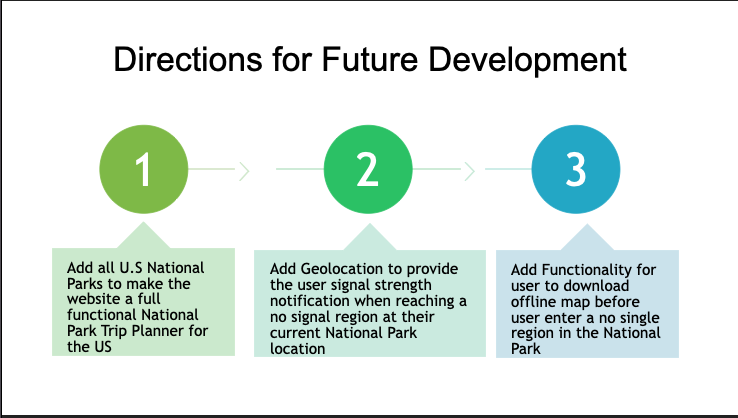 Directions for Future Development
1
2
3
Add all U.S National
Parks to make the
website a full
functional National
Park Trip Planner for
the US
Add Geolocation to provide
the user signal strength
notification when reaching a
no signal region at their
current National Park
location
Add Functionality for
user to download
offline map before
user enter a no single
region in the National
Park